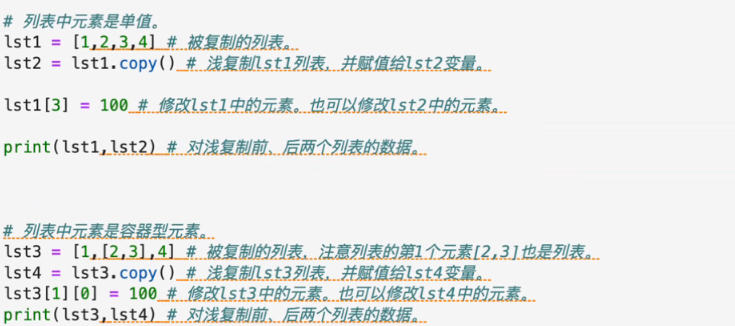 # 列表中元素是单值。
lst1 = [1,2,3,4] # 被复制的列表。
lst2 = lst1.copy() # 浅复制lst1列表，并赋值给lst2变量。
lst1[3] = 100 # 修改lst1中的元素。也可以修改lst2中的元素。
print(lst1,lst2) # 对浅复制前、后两个列表的数据。
# 列表中元素是容器型元素。
lst3 = [1,[2,3],4] # 被复制的列表，注意列表的第1个元素[2,3]也是列表。
lst4 = lst3.copy() # 浅复制lst3列表，并赋值给lst4变量。
lst3[1][0] = 100 # 修改lst3中的元素。也可以修改lst4中的元素。
print(lst3,lst4) # 对浅复制前、后两个列表的数据。